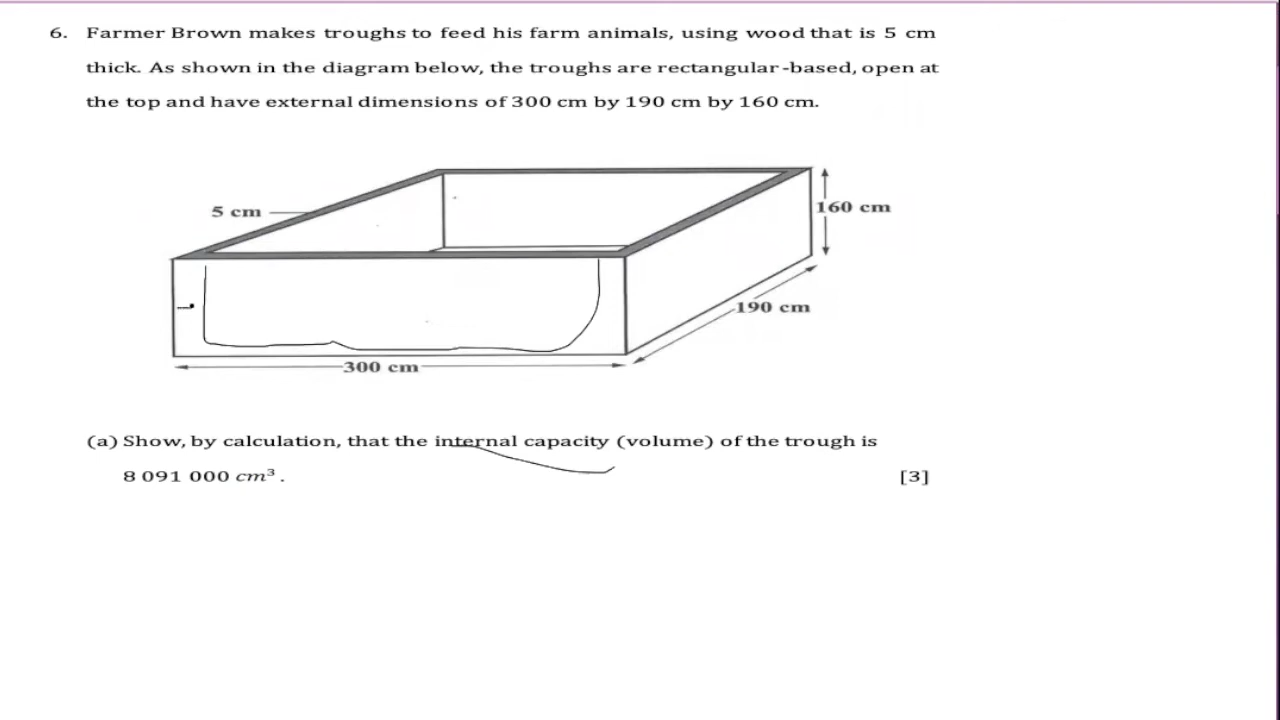 6. Farmer Brown makes troughs to feed his farm animals, using wood that is 5 cm
thick. As shown in the diagram below, the troughs are rectangular-based, open at
the top and have external dimensions of 300 cm by 190 cm by 160 cm.
5 cm
160 cm
190 cm
300 cm
(a) Show, by calculation, that the internal capacity (volume) of the trough is
8 091 000 cm³ .
[3]